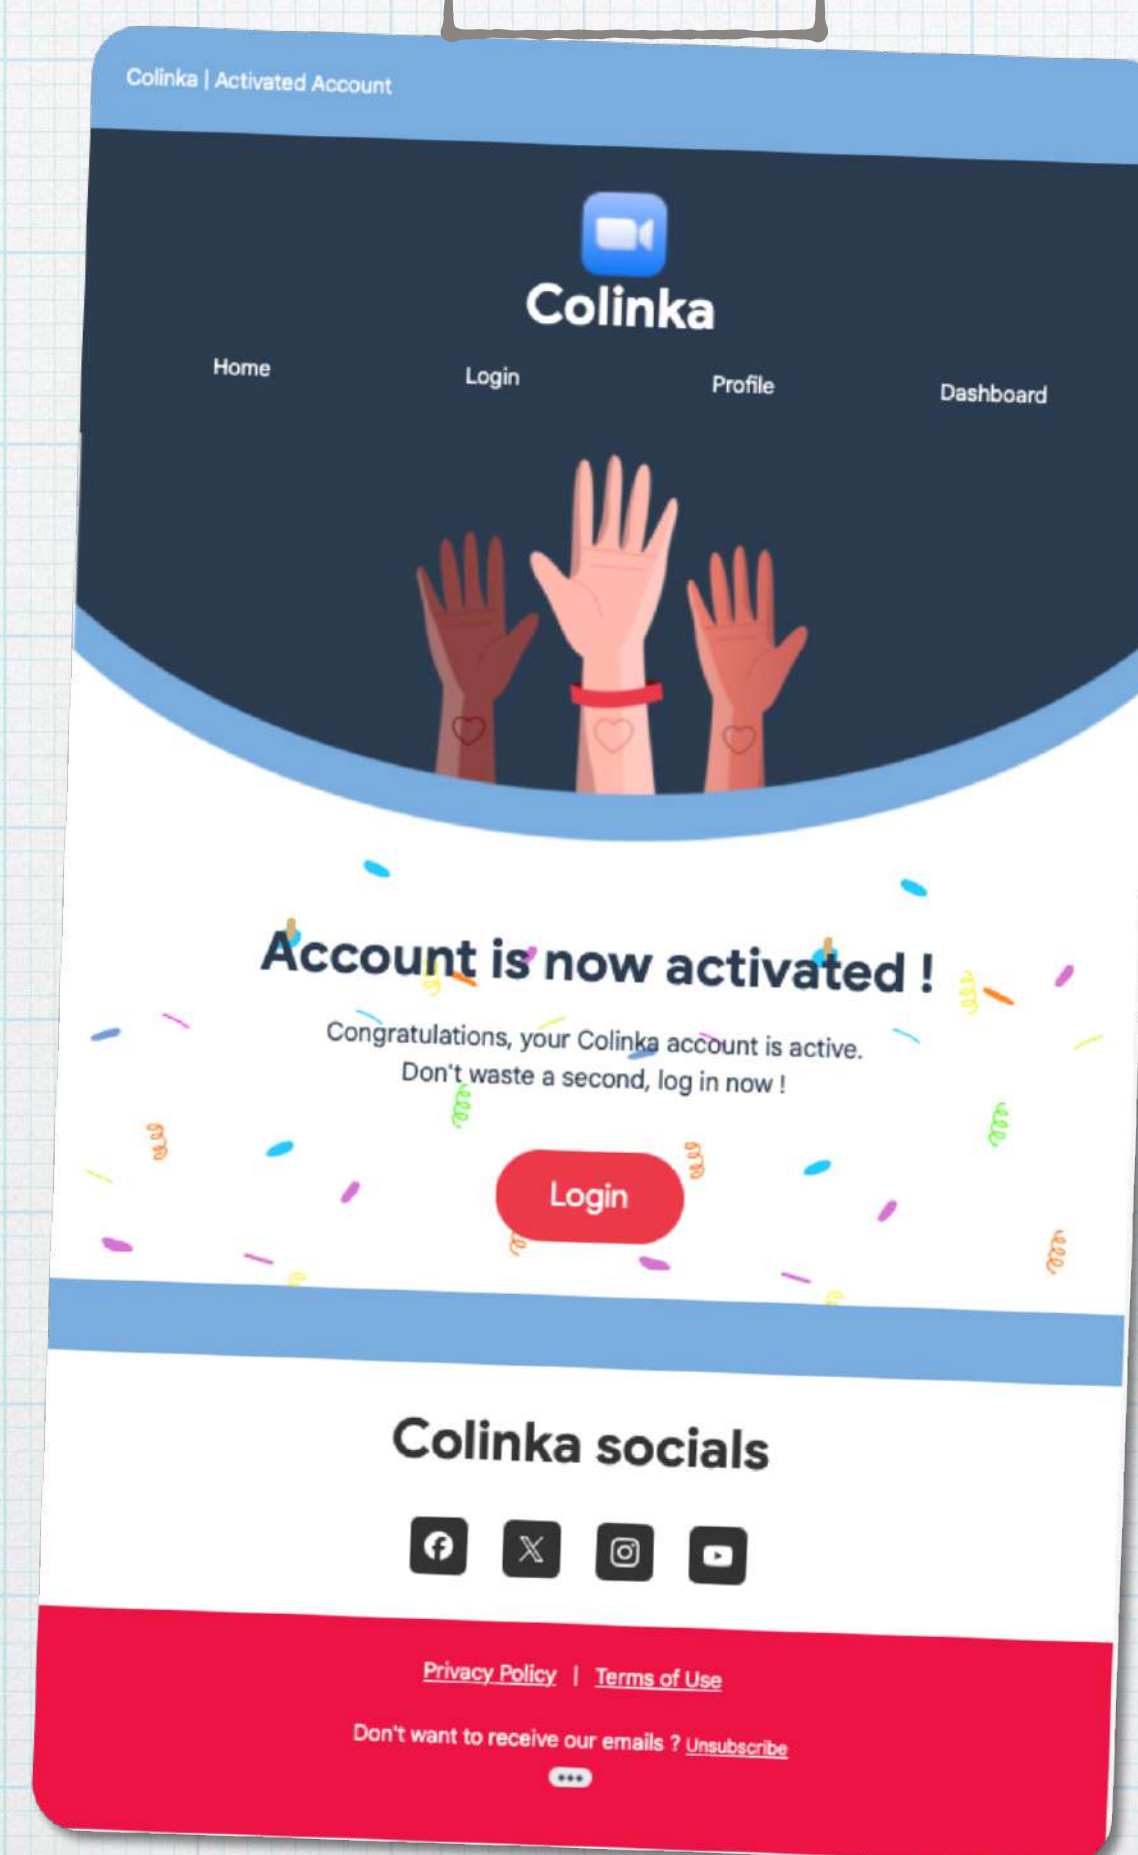 Colinka | Activated Account
Colinka
Home Login Profile Dashboard
Account is now activated !
Congratulations, your Colinka account is active.
Don't waste a second, log in now !
Login
Colinka socials
Privacy Policy | Terms of Use
Don't want to receive our emails ? Unsubscribe